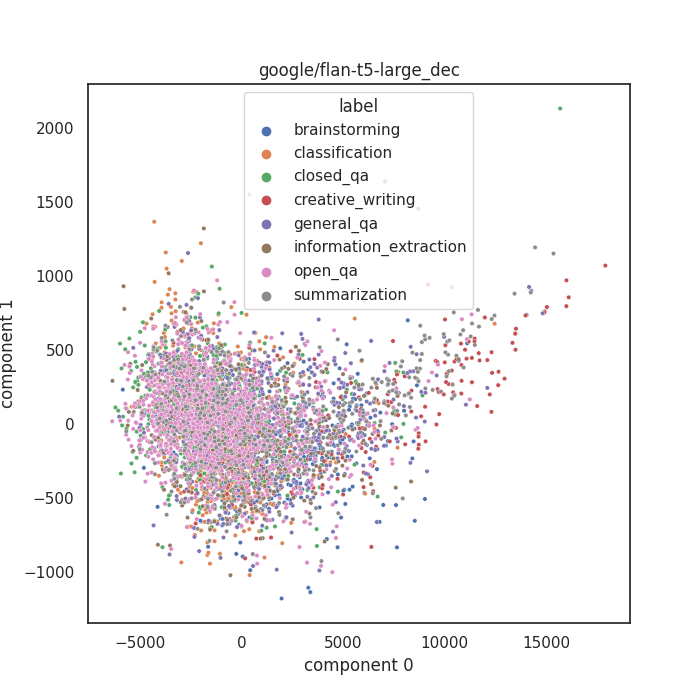 google/flan-t5-large_dec
label
brainstorming
classification
closed_qa
creative_writing
general_qa
information_extraction
open_qa
summarization
component 1
2000
1500
1000
500
0
−500
−1000
−5000
0
5000
10000
15000
component 0